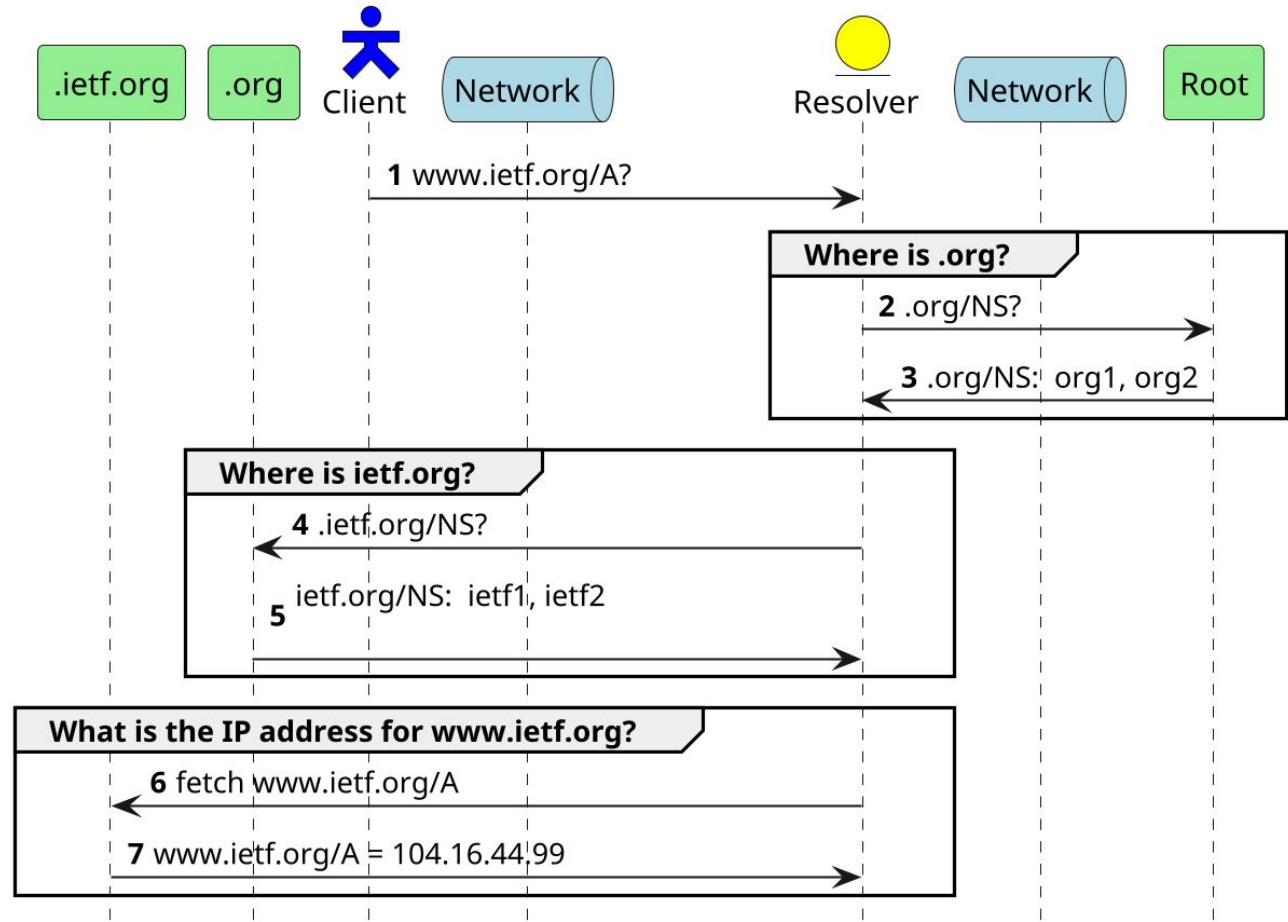 .ietf.org
.org
Client
Network
Resolver
Network
Root
1 www.ietf.org/A?
Where is .org?
2 .org/NS?
3 .org/NS:  org1, org2
Where is ietf.org?
4 .ietf.org/NS?
5 ietf.org/NS:  ietf1, ietf2
What is the IP address for www.ietf.org?
6 fetch www.ietf.org/A
7 www.ietf.org/A = 104.16.44.99